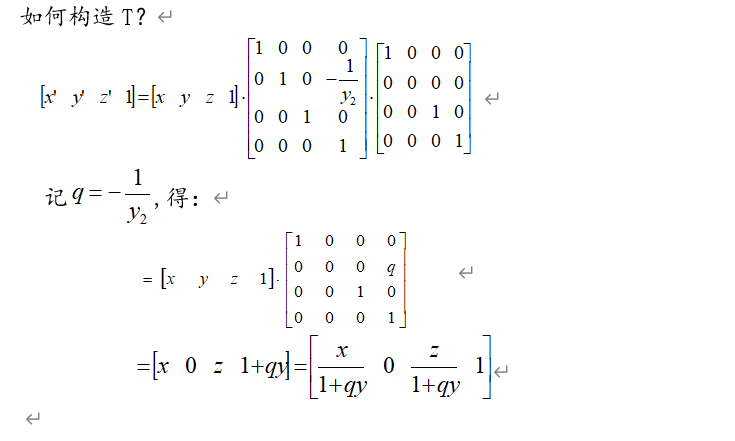 如何构造 T？↵
[x' y' z' 1]=[x y z 1]·[1 0 0 0; 0 1 0 -1/y₂; 0 0 1 0; 0 0 0 1]·[1 0 0 0; 0 0 0 0; 0 0 1 0; 0 0 0 1] ↵
记 q=-1/y₂ , 得：↵
= [x y z 1]·[1 0 0 0; 0 0 0 q; 0 0 1 0; 0 0 0 1] ↵
=[x 0 z 1+qy]=[x/(1+qy) 0 z/(1+qy) 1]↵
↵